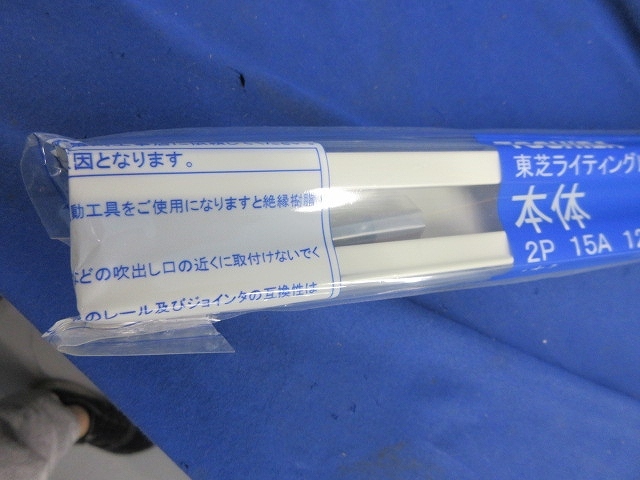 因となります。
動工具をご使用になりますと絶縁樹脂
などの吹出し口の近くに取付けないでく
のレール及びジョインタの互換性は
東芝ライティング
本体
2P 15A 12